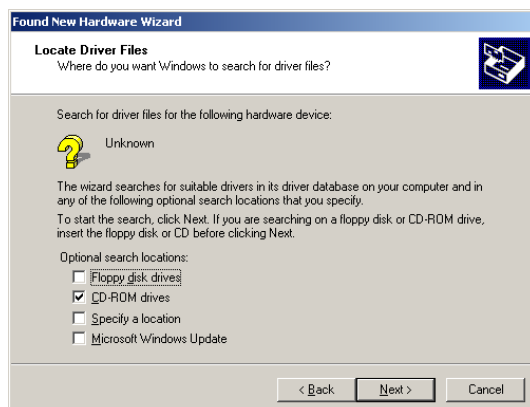 Found New Hardware Wizard
Locate Driver Files
Where do you want Windows to search for driver files?
Search for driver files for the following hardware device:
Unknown
The wizard searches for suitable drivers in its driver database on your computer and in
any of the following optional search locations that you specify.
To start the search, click Next. If you are searching on a floppy disk or CD-ROM drive,
insert the floppy disk or CD before clicking Next.
Optional search locations:
Floppy disk drives
CD-ROM drives
Specify a location
Microsoft Windows Update
< Back Next > Cancel